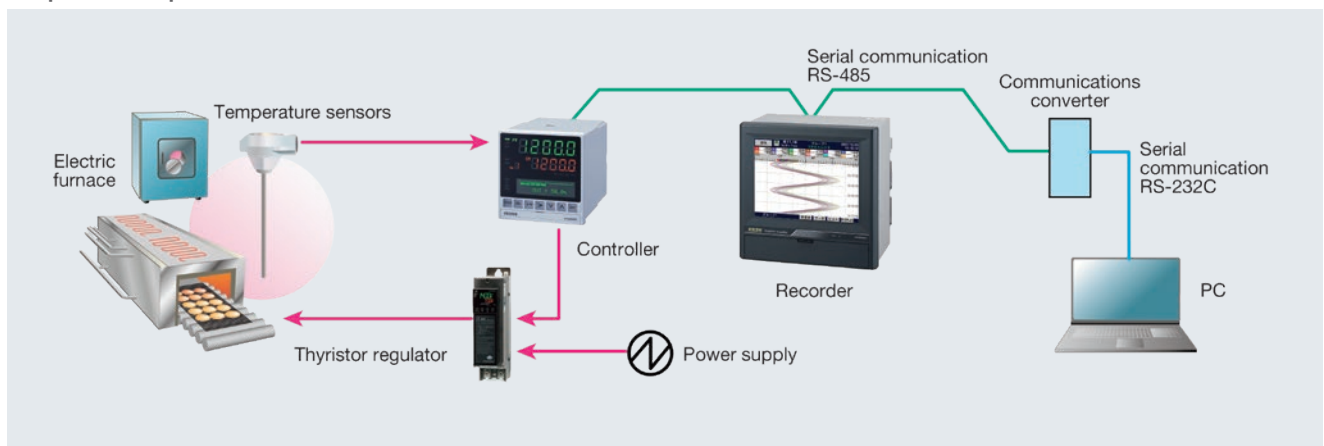 Serial communication
RS-485
Communications
converter
Temperature sensors
Electric
furnace
Serial
communication
RS-232C
Controller
Recorder
PC
Thyristor regulator
Power supply